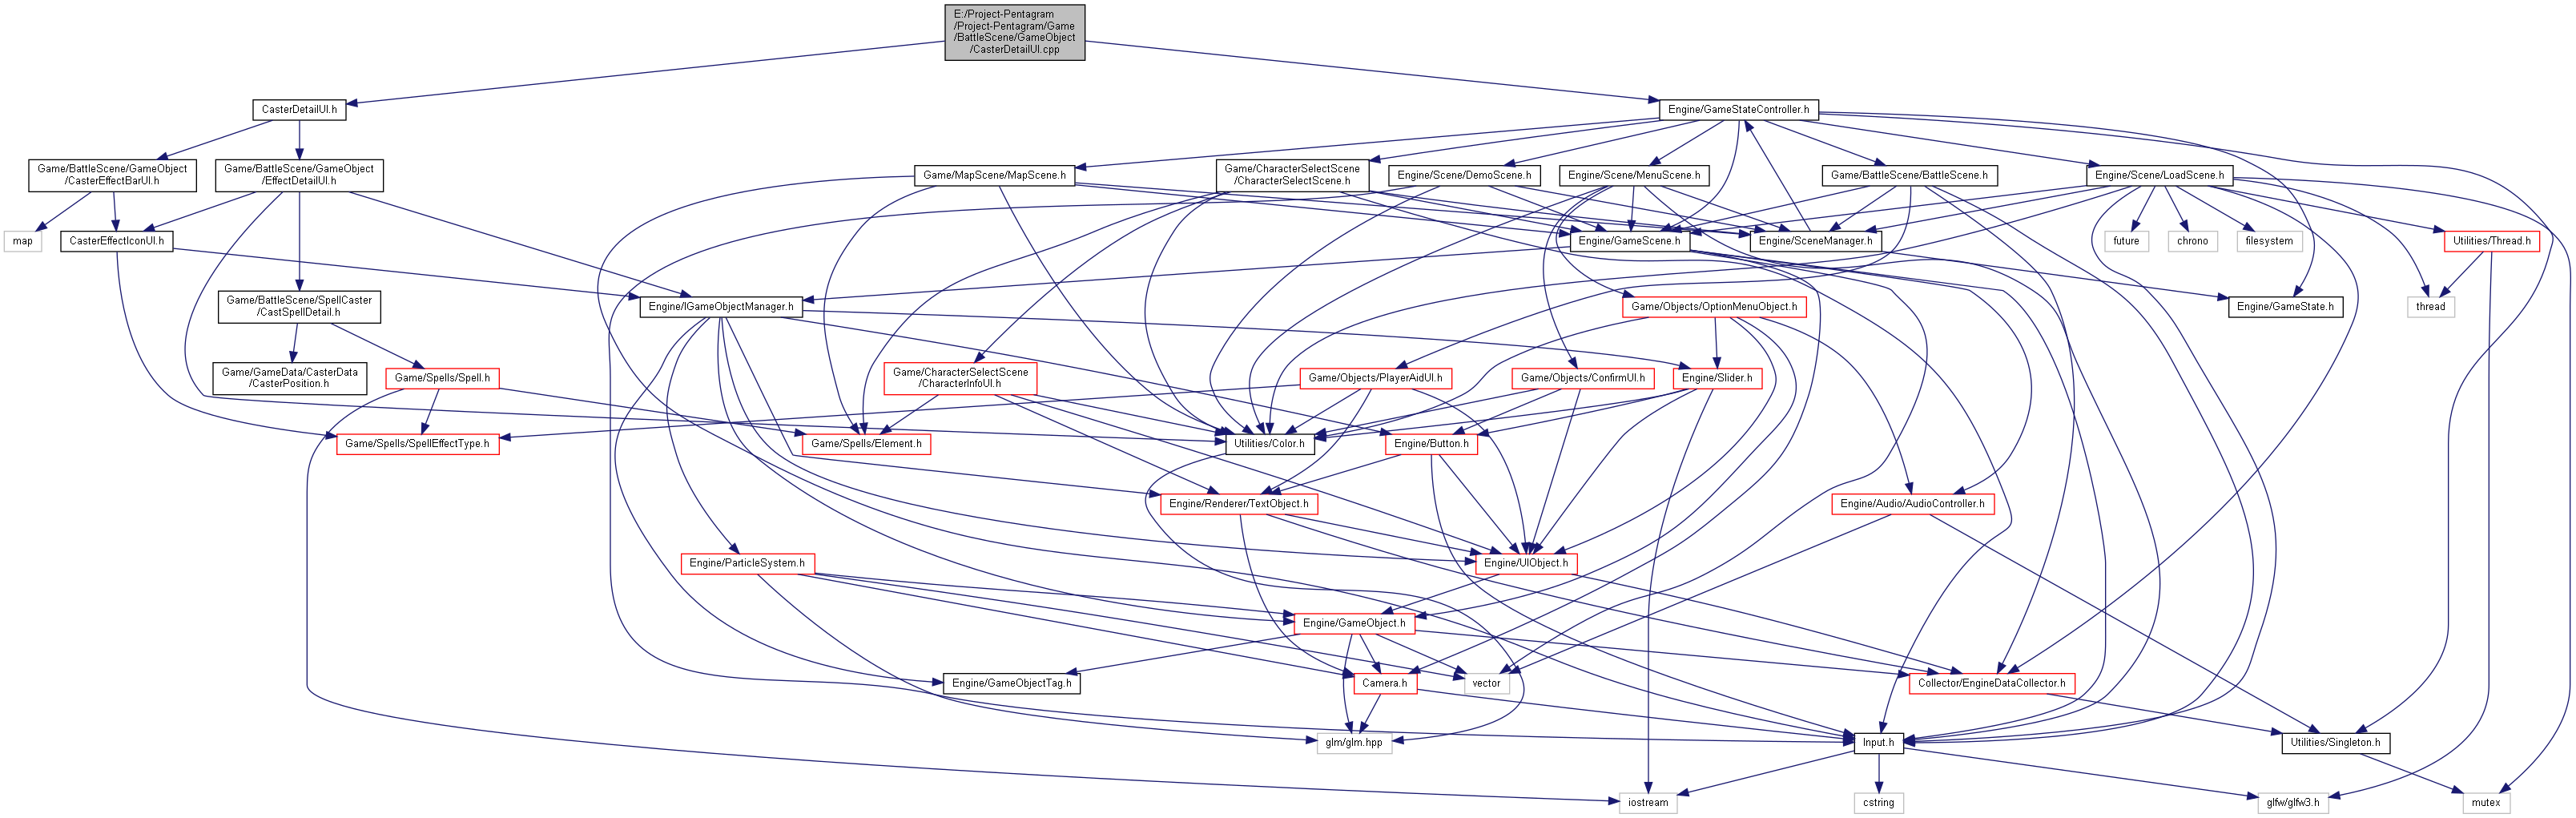 E:/Project-Pentagram
/Project-Pentagram/Game
/BattleScene/GameObject
/CasterDetailUI.cpp
CasterDetailUI.h
Engine/GameStateController.h
Game/BattleScene/GameObject
/CasterEffectBarUI.h
Game/BattleScene/GameObject
/EffectDetailUI.h
Game/MapScene/MapScene.h
Game/CharacterSelectScene
/CharacterSelectScene.h
Engine/Scene/DemoScene.h
Engine/Scene/MenuScene.h
Game/BattleScene/BattleScene.h
Engine/Scene/LoadScene.h
map
CasterEffectIconUI.h
Engine/GameScene.h
Engine/SceneManager.h
future
chrono
filesystem
Utilities/Thread.h
Game/BattleScene/SpellCaster
/CastSpellDetail.h
Engine/IGameObjectManager.h
Game/Objects/OptionMenuObject.h
Engine/GameState.h
thread
Game/GameData/CasterData
/CasterPosition.h
Game/Spells/Spell.h
Game/CharacterSelectScene
/CharacterInfoUI.h
Game/Objects/PlayerAidUI.h
Game/Objects/ConfirmUI.h
Engine/Slider.h
Game/Spells/SpellEffectType.h
Game/Spells/Element.h
Utilities/Color.h
Engine/Button.h
Engine/Renderer/TextObject.h
Engine/Audio/AudioController.h
Engine/ParticleSystem.h
Engine/UIObject.h
Engine/GameObject.h
Engine/GameObjectTag.h
Camera.h
vector
Collector/EngineDataCollector.h
glm/glm.hpp
Input.h
Utilities/Singleton.h
iostream
cstring
glfw/glfw3.h
mutex